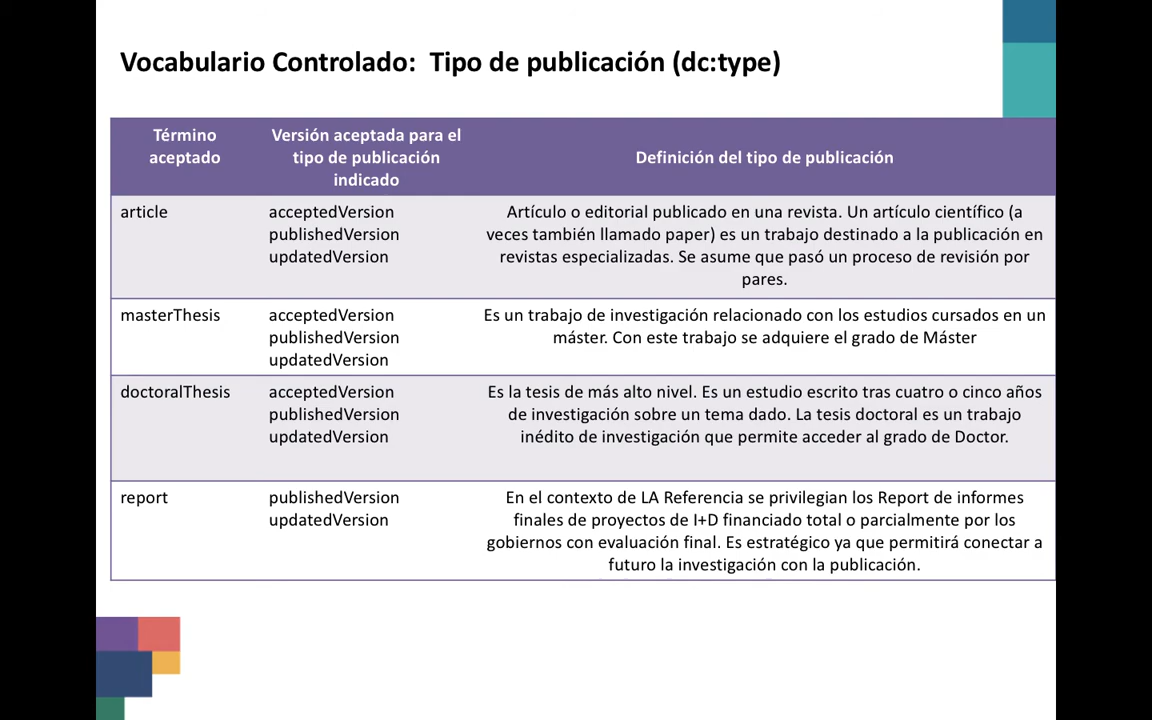 Vocabulario Controlado:  Tipo de publicación (dc:type)
Término
aceptado
Versión aceptada para el
tipo de publicación
indicado
Definición del tipo de publicación
article
acceptedVersion
publishedVersion
updatedVersion
Artículo o editorial publicado en una revista. Un artículo científico (a
veces también llamado paper) es un trabajo destinado a la publicación en
revistas especializadas. Se asume que pasó un proceso de revisión por
pares.
masterThesis
acceptedVersion
publishedVersion
updatedVersion
Es un trabajo de investigación relacionado con los estudios cursados en un
máster. Con este trabajo se adquiere el grado de Máster
doctoralThesis
acceptedVersion
publishedVersion
updatedVersion
Es la tesis de más alto nivel. Es un estudio escrito tras cuatro o cinco años
de investigación sobre un tema dado. La tesis doctoral es un trabajo
inédito de investigación que permite acceder al grado de Doctor.
report
publishedVersion
updatedVersion
En el contexto de LA Referencia se privilegian los Report de informes
finales de proyectos de I+D financiado total o parcialmente por los
gobiernos con evaluación final. Es estratégico ya que permitirá conectar a
futuro la investigación con la publicación.